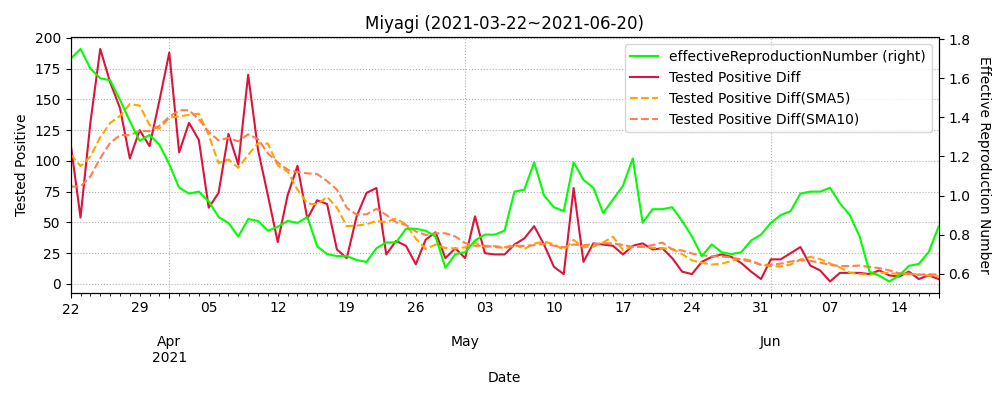 Miyagi (2021-03-22~2021-06-20)
effectiveReproductionNumber (right)
Tested Positive Diff
Tested Positive Diff(SMA5)
Tested Positive Diff(SMA10)
Tested Positive
200
175
150
125
100
75
50
25
0
1.8
1.6
1.4
1.2
1.0
0.8
0.6
Effective Reproduction Number
22 29 05 12 19 26 03 10 17 24 31 07 14
Apr May Jun
2021
Date